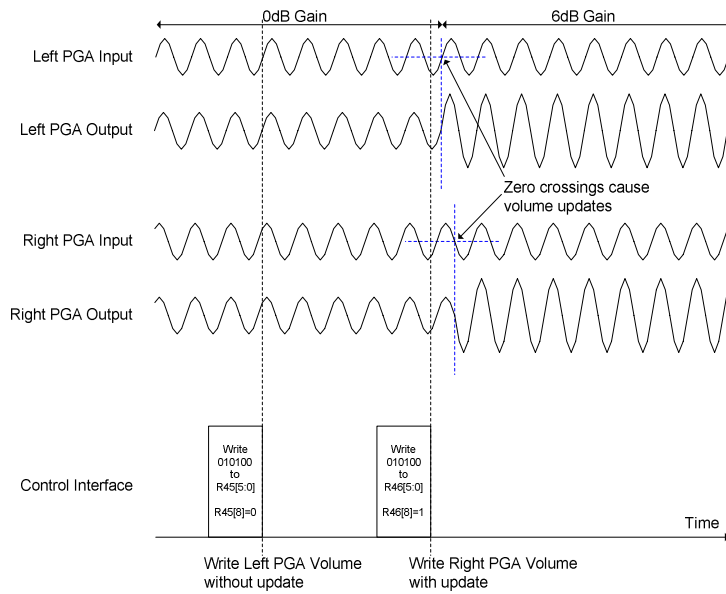 0dB Gain
6dB Gain
Left PGA Input
Left PGA Output
Zero crossings cause
volume updates
Right PGA Input
Right PGA Output
Write
010100
to
R45[5:0]
R45[8]=0
Write
010100
to
R46[5:0]
R46[8]=1
Control Interface
Time
Write Left PGA Volume
without update
Write Right PGA Volume
with update